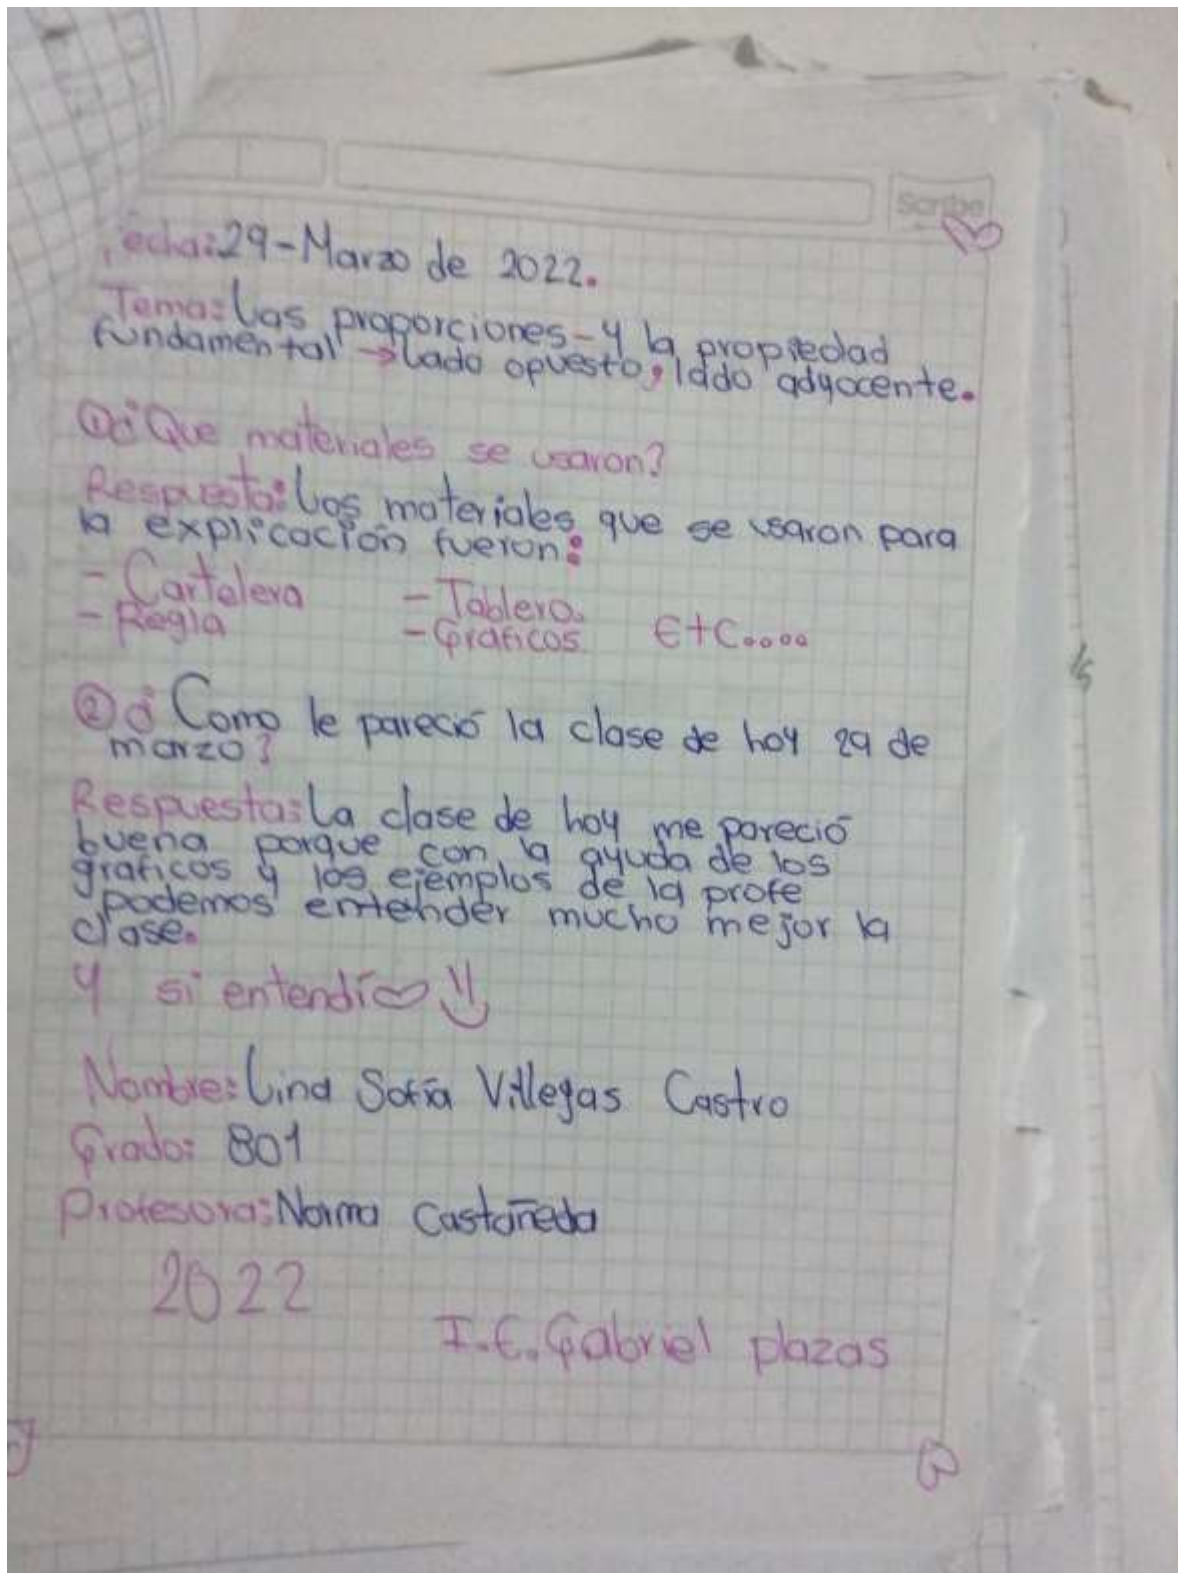 Scribe
Fecha: 29-Marzo de 2022.
Tema: Las proporciones - y la propiedad
fundamental → Lado opuesto, lado adyacente.
① ¿Que materiales se usaron?
Respuesta: Los materiales que se usaron para
la explicación fueron:
- Cartelera - Tablero.
- Regla - Gráficos. Etc....
② ¿Como le pareció la clase de hoy 29 de
marzo?
Respuesta: La clase de hoy me pareció
buena porque con la ayuda de los
graficos y los ejemplos de la profe
podemos entender mucho mejor la
clase.
y si entendí
Nombre: Lina Sofía Villegas Castro
Grado: 801
Profesora: Norma Castañeda
2022
I.E. Gabriel plazas